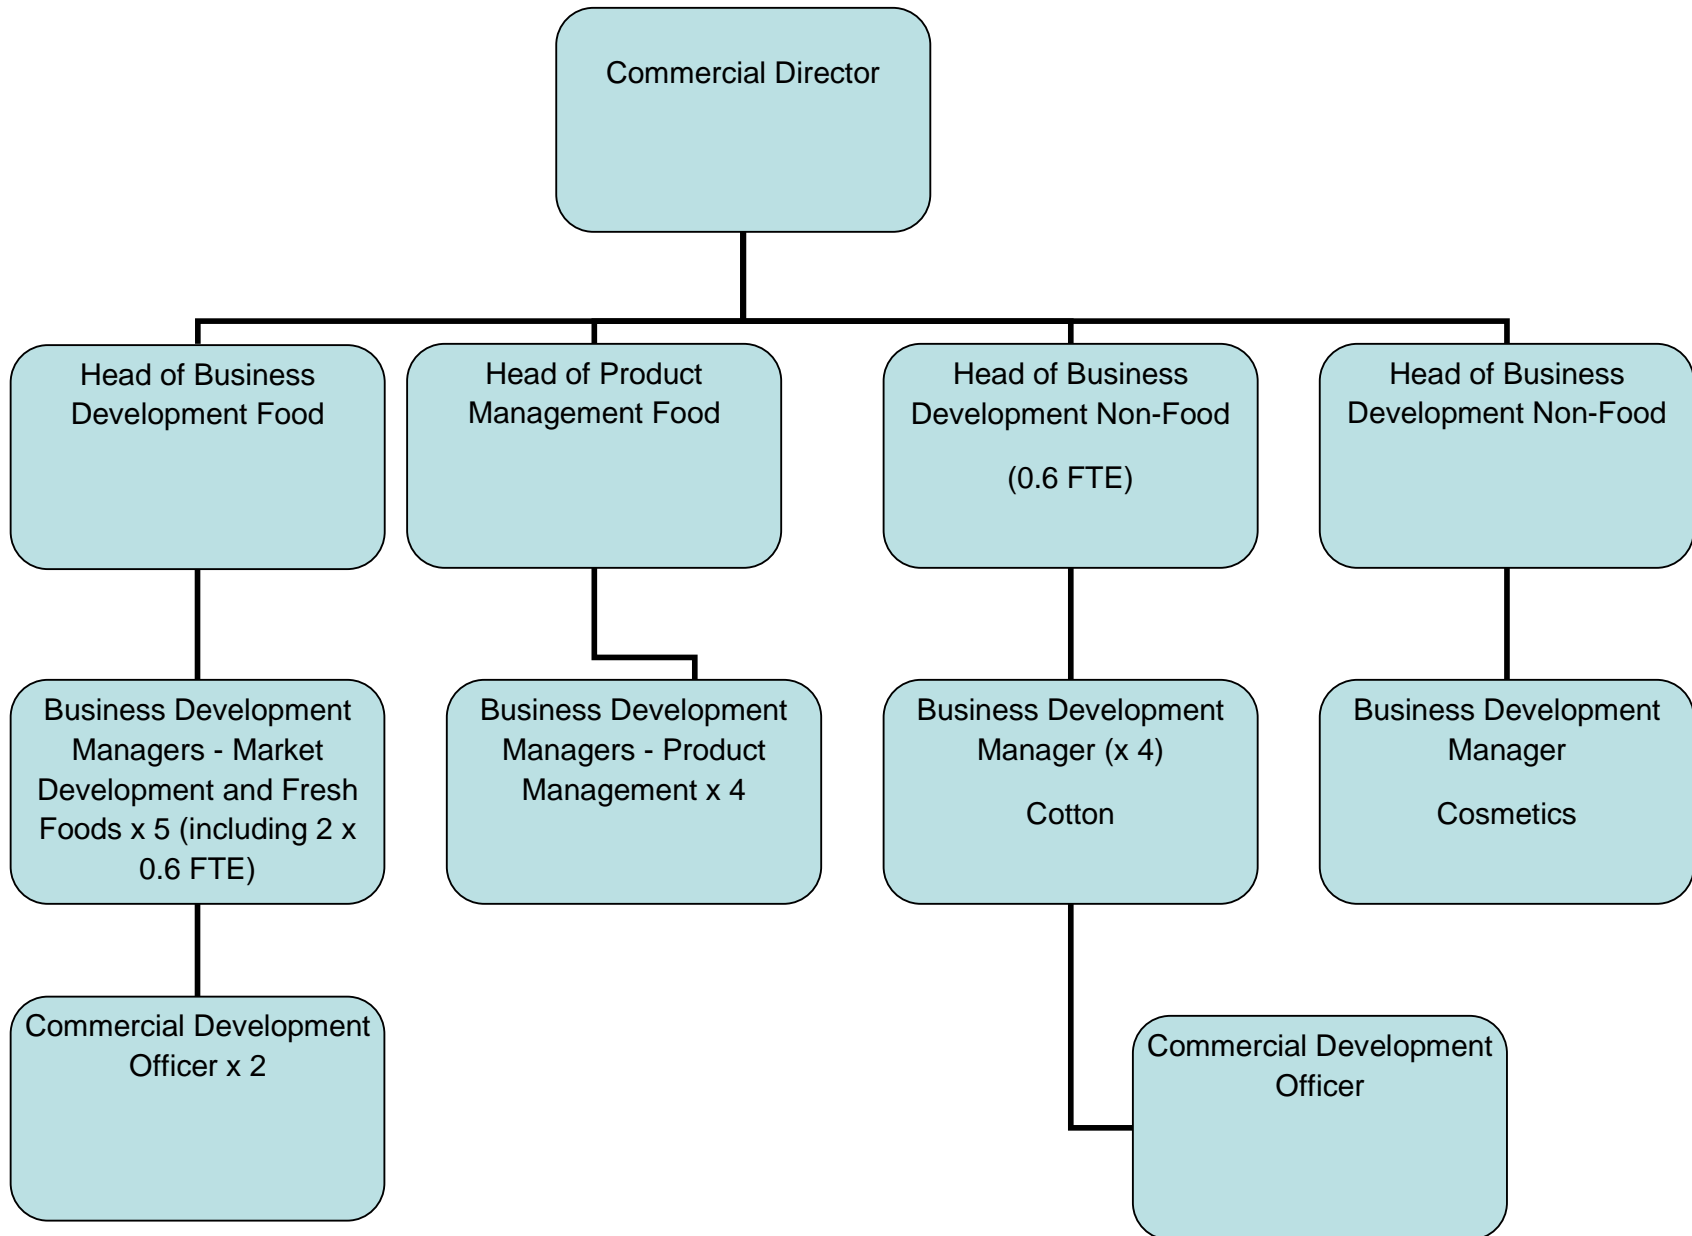 Commercial Director
Head of Business
Development Food
Head of Product
Management Food
Head of Business
Development Non-Food
(0.6 FTE)
Head of Business
Development Non-Food
Business Development
Managers - Market
Development and Fresh
Foods x 5 (including 2 x
0.6 FTE)
Business Development
Managers - Product
Management x 4
Business Development
Manager (x 4)
Cotton
Business Development
Manager
Cosmetics
Commercial Development
Officer x 2
Commercial Development
Officer